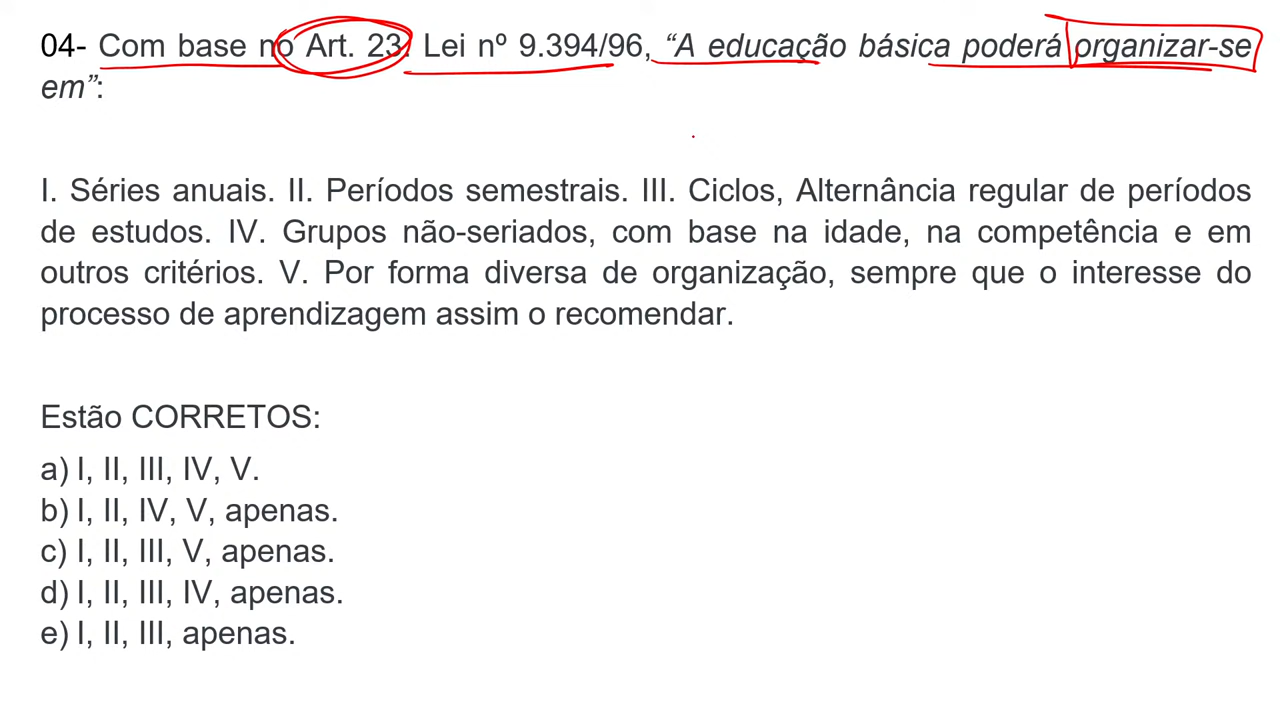 04- Com base no Art. 23. Lei nº 9.394/96, “A educação básica poderá organizar-se
em”:
I. Séries anuais. II. Períodos semestrais. III. Ciclos, Alternância regular de períodos
de estudos. IV. Grupos não-seriados, com base na idade, na competência e em
outros critérios. V. Por forma diversa de organização, sempre que o interesse do
processo de aprendizagem assim o recomendar.
Estão CORRETOS:
a) I, II, III, IV, V.
b) I, II, IV, V, apenas.
c) I, II, III, V, apenas.
d) I, II, III, IV, apenas.
e) I, II, III, apenas.